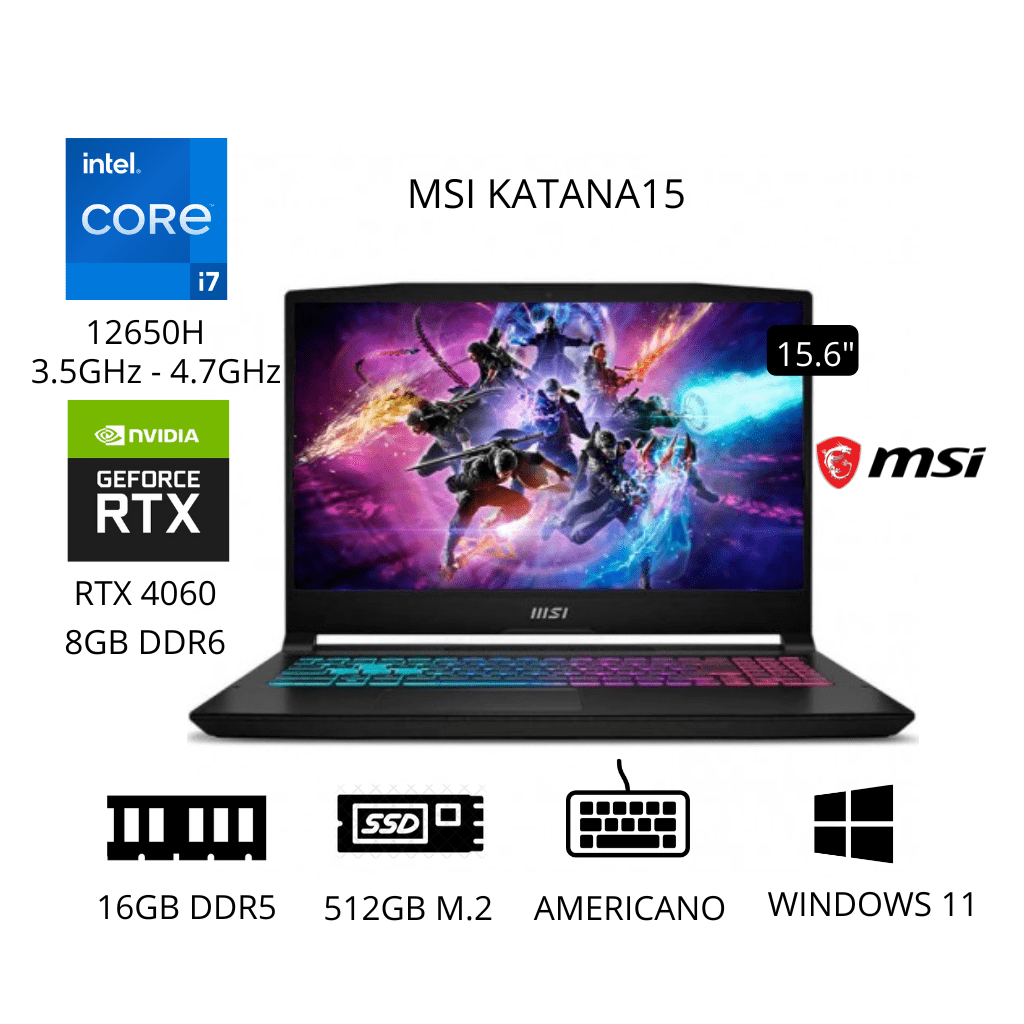 intel.
CORE™
i7
MSI KATANA15
12650H
3.5GHz - 4.7GHz
15.6"
NVIDIA
GEFORCE
RTX
msi
RTX 4060
8GB DDR6
msi
SSD
16GB DDR5
512GB M.2
AMERICANO
WINDOWS 11